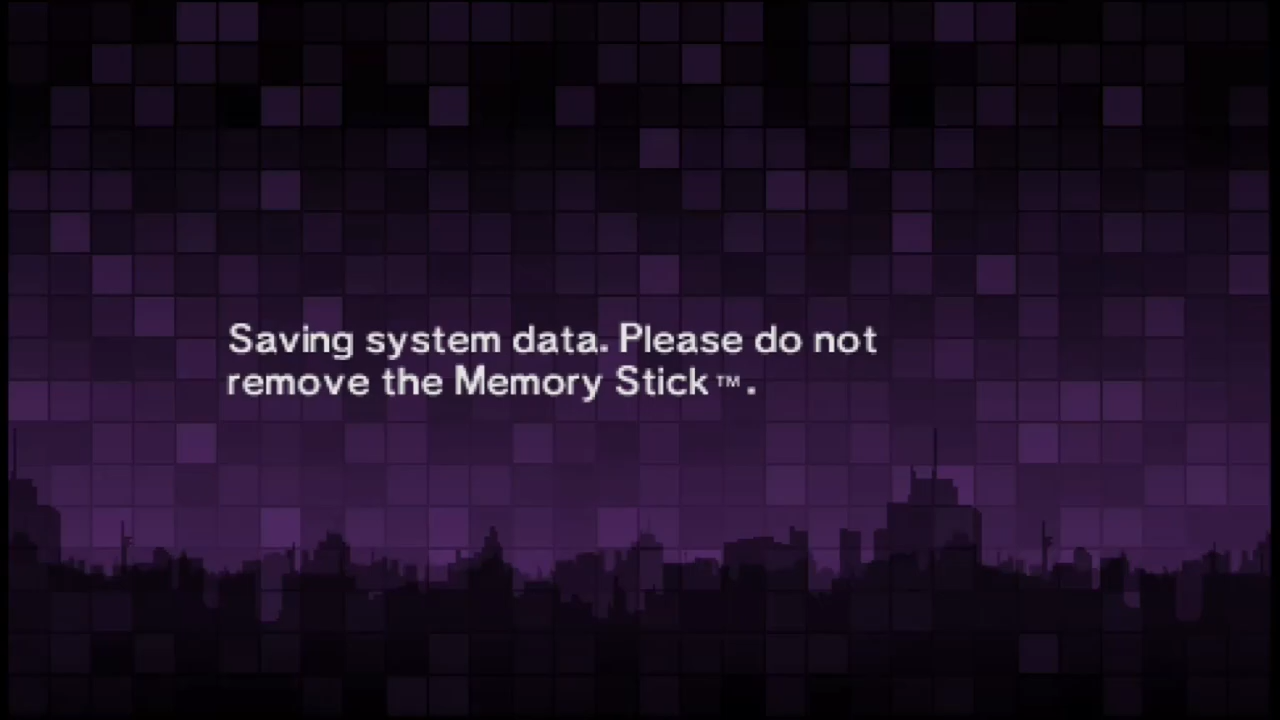 Saving system data. Please do not
remove the Memory Stick™.